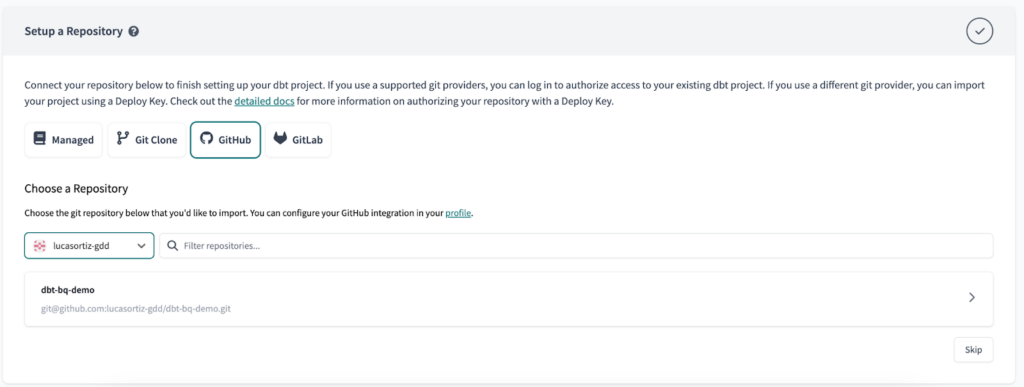 Setup a Repository
Connect your repository below to finish setting up your dbt project. If you use a supported git providers, you can log in to authorize access to your existing dbt project. If you use a different git provider, you can import
your project using a Deploy Key. Check out the detailed docs for more information on authorizing your repository with a Deploy Key.
Managed Git Clone GitHub GitLab
Choose a Repository
Choose the git repository below that you'd like to import. You can configure your GitHub integration in your profile.
lucasortiz-gdd Filter repositories...
dbt-bq-demo
git@github.com:lucasortiz-gdd/dbt-bq-demo.git
Skip